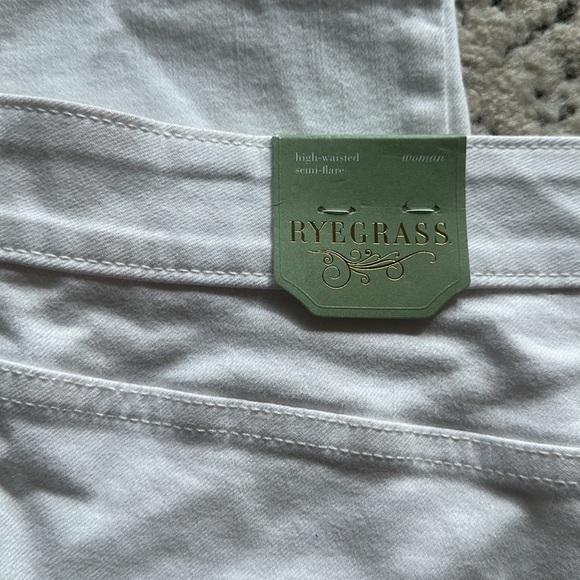 high-waisted woman
semi-flare
RYEGRASS